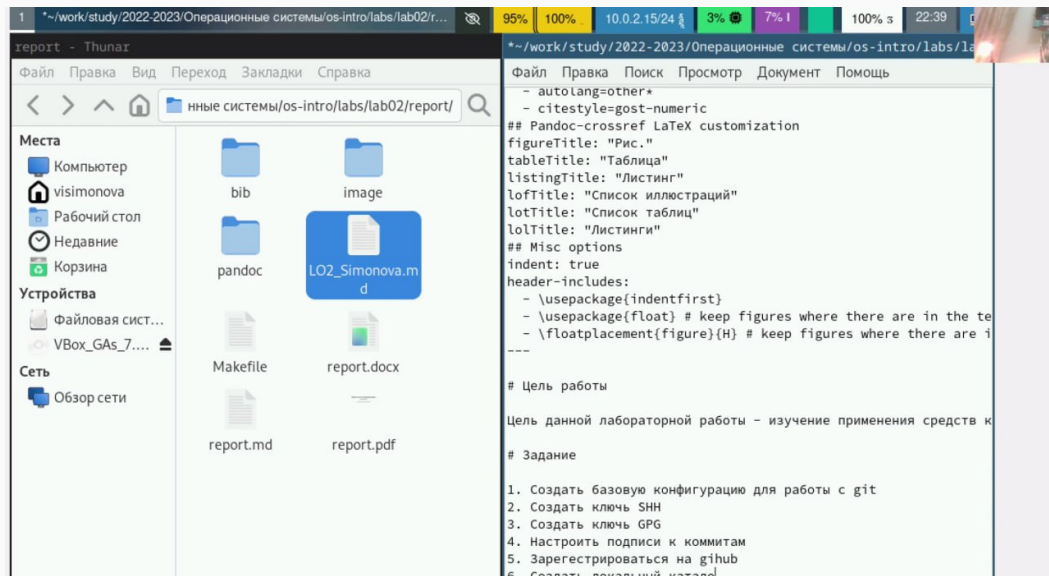 1 *~/work/study/2022-2023/Операционные системы/os-intro/labs/lab02/r... 95% 100% 10.0.2.15/24 3% 7% 100% 22:39
report - Thunar
Файл Правка Вид Переход Закладки Справка
нные системы/os-intro/labs/lab02/report/
Места
Компьютер
visimonova
Рабочий стол
Недавние
Корзина
Устройства
Файловая сист...
VBox_GAs_7....
Сеть
Обзор сети
bib
image
pandoc
LO2_Simonova.m
d
Makefile
report.docx
report.md
report.pdf
*~/work/study/2022-2023/Операционные системы/os-intro/labs/la
Файл Правка Поиск Просмотр Документ Помощь
- autolang=other*
- citestyle=gost-numeric
## Pandoc-crossref LaTeX customization
figureTitle: "Рис."
tableTitle: "Таблица"
listingTitle: "Листинг"
lofTitle: "Список иллюстраций"
lotTitle: "Список таблиц"
lolTitle: "Листинги"
## Misc options
indent: true
header-includes:
- \usepackage{indentfirst}
- \usepackage{float} # keep figures where there are in the te
- \floatplacement{figure}{H} # keep figures where there are i
---
# Цель работы
Цель данной лабораторной работы - изучение применения средств к
# Задание
1. Создать базовую конфигурацию для работы с git
2. Создать ключь SHH
3. Создать ключь GPG
4. Настроить подписи к коммитам
5. Зарегестрироваться на gihub
6. Создать локальный катало